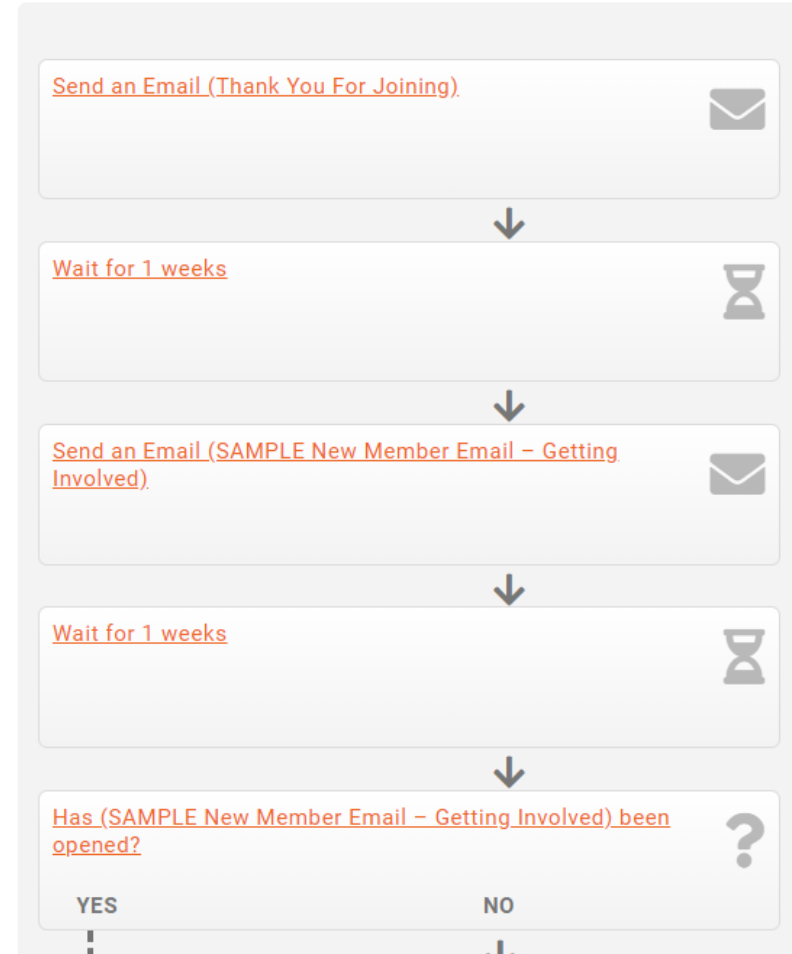 Send an Email (Thank You For Joining)
Wait for 1 weeks
Send an Email (SAMPLE New Member Email – Getting
Involved)
Wait for 1 weeks
Has (SAMPLE New Member Email – Getting Involved) been
opened?
YES NO